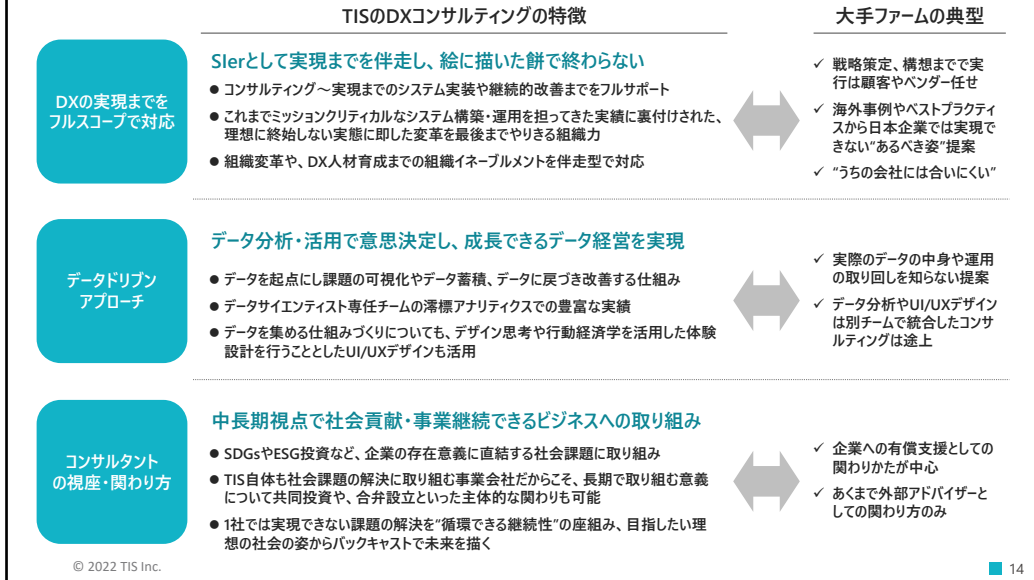 TISのDXコンサルティングの特徴
大手ファームの典型
DXの実現までを
フルスコープで対応
SIerとして実現までを伴走し、絵に描いた餅で終わらない
● コンサルティング～実現までのシステム実装や継続的改善までをフルサポート
● これまでミッションクリティカルなシステム構築・運用を担ってきた実績に裏付けされた、
理想に終始しない実態に即した変革を最後までやりきる組織力
● 組織変革や、DX人材育成までの組織イネーブルメントを伴走型で対応
✓ 戦略策定、構想までで実
行は顧客やベンダー任せ
✓ 海外事例やベストプラクティ
スから日本企業では実現で
きない“あるべき姿”提案
✓ “うちの会社には合いにくい”
データドリブン
アプローチ
データ分析・活用で意思決定し、成長できるデータ経営を実現
● データを起点にし課題の可視化やデータ蓄積、データに戻づき改善する仕組み
● データサイエンティスト専任チームの澪標アナリティクスでの豊富な実績
● データを集める仕組みづくりについても、デザイン思考や行動経済学を活用した体験
設計を行うこととしたUI/UXデザインも活用
✓ 実際のデータの中身や運用
の取り回しを知らない提案
✓ データ分析やUI/UXデザイン
は別チームで統合したコンサ
ルティングは途上
コンサルタント
の視座・関わり方
中長期視点で社会貢献・事業継続できるビジネスへの取り組み
● SDGsやESG投資など、企業の存在意義に直結する社会課題に取り組み
● TIS自体も社会課題の解決に取り組む事業会社だからこそ、長期で取り組む意義
について共同投資や、合弁設立といった主体的な関わりも可能
● 1社では実現できない課題の解決を“循環できる継続性”の座組み、目指したい理
想の社会の姿からバックキャストで未来を描く
✓ 企業への有償支援としての
関わりかたが中心
✓ あくまで外部アドバイザーと
しての関わり方のみ
© 2022 TIS Inc.
14